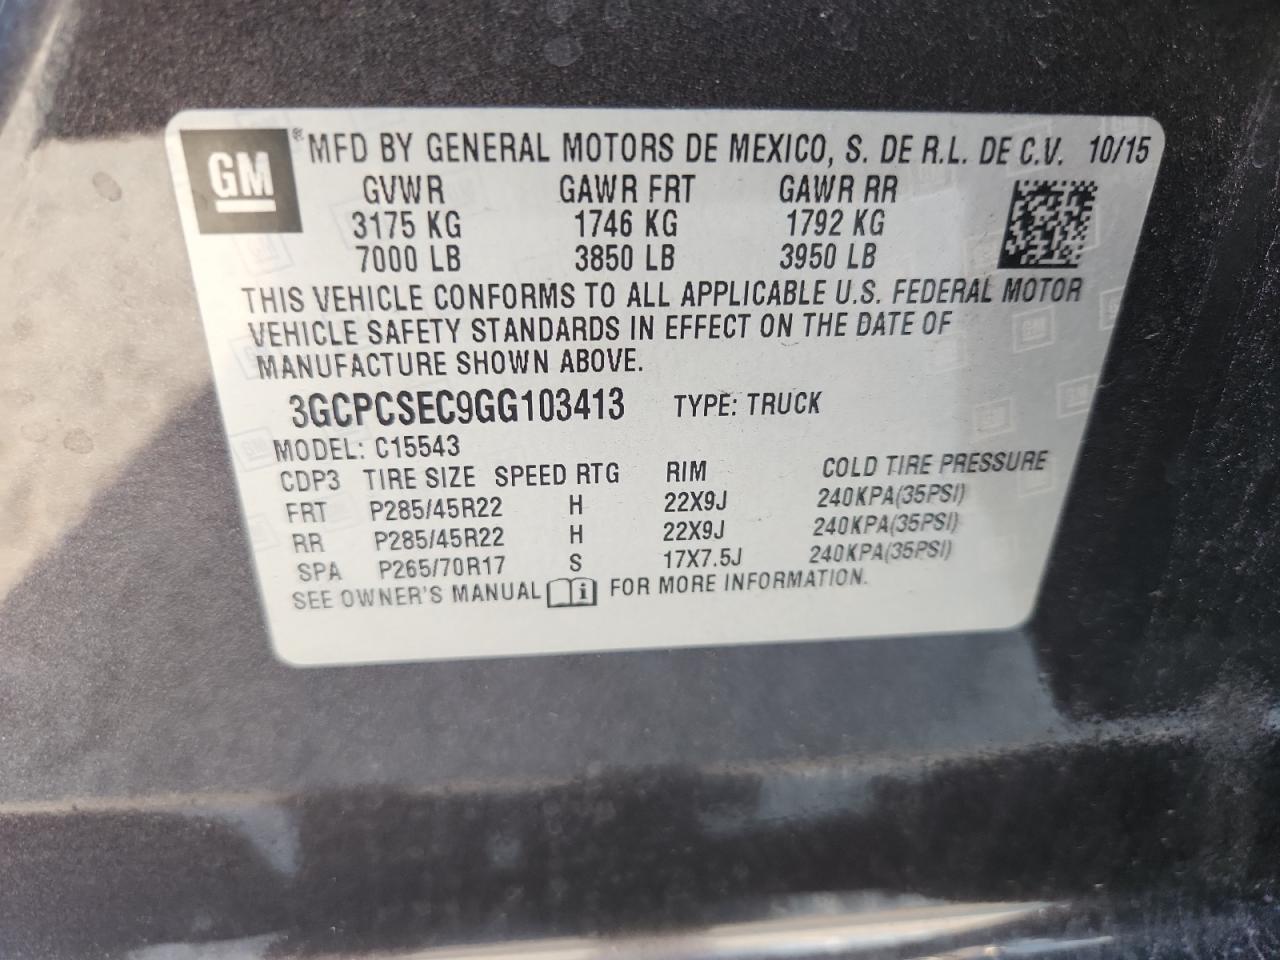 GM ® MFD BY GENERAL MOTORS DE MEXICO, S. DE R.L. DE C.V. 10/15
GVWR GAWR FRT GAWR RR
3175 KG 1746 KG 1792 KG
7000 LB 3850 LB 3950 LB
THIS VEHICLE CONFORMS TO ALL APPLICABLE U.S. FEDERAL MOTOR
VEHICLE SAFETY STANDARDS IN EFFECT ON THE DATE OF
MANUFACTURE SHOWN ABOVE.
3GCPCSEC9GG103413 TYPE: TRUCK
MODEL: C15543
CDP3 TIRE SIZE SPEED RTG RIM COLD TIRE PRESSURE
FRT P285/45R22 H 22X9J 240KPA(35PSI)
RR P285/45R22 H 22X9J 240KPA(35PSI)
SPA P265/70R17 S 17X7.5J 240KPA(35PSI)
SEE OWNER'S MANUAL FOR MORE INFORMATION.